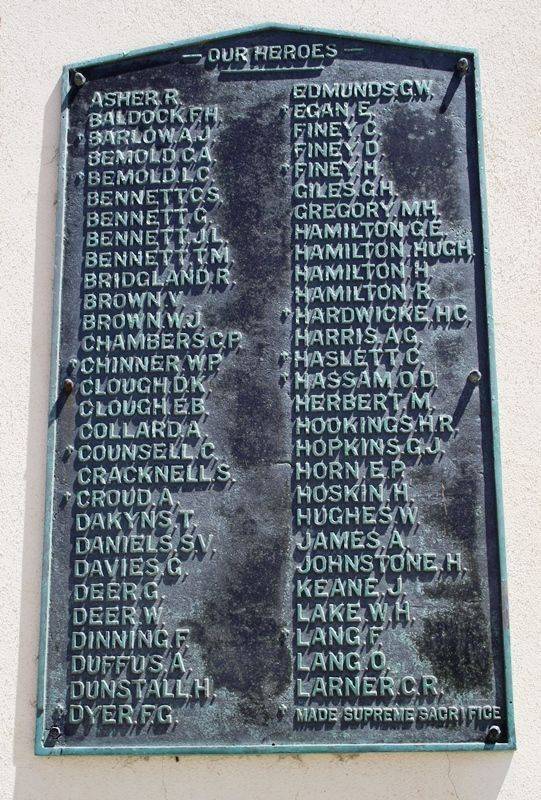 — OUR HEROES —
ASHER. R.
BALDOCK. F.H.
BARLOW. A.J.
BEMOLD. C.A.
BEMOLD. L.C.
BENNETT. C.S.
BENNETT. G.
BENNETT. J.L.
BENNETT. T.M.
BRIDGLAND. R.
BROWN. V.
BROWN. W.J.
CHAMBERS. C.P.
CHINNER. W.P.
CLOUGH. D.K.
CLOUGH. E.B.
COLLARD. A.
COUNSELL. C.
CRACKNELL. S.
CROUD. A.
DAKYNS. T.
DANIELS. S.V.
DAVIES. G.
DEER. G.
DEER. W.
DINNING. F.
DUFFUS. A.
DUNSTALL. H.
DYER. F.G.
EDMUNDS. G.W.
EGAN. E.
FINEY. C.
FINEY. D.
FINEY. H.
GILES. G.H.
GREGORY. M.H.
HAMILTON. G.E.
HAMILTON. HUGH.
HAMILTON. H.
HAMILTON. R.
HARDWICKE. H.C.
HARRIS. A.G.
HASLETT. C.
HASSAM. O.D.
HERBERT. M.
HOOKINGS. H.R.
HOPKINS. G.J.
HORN. E.P.
HOSKIN. H.
HUGHES. W.
JAMES. A.
JOHNSTONE. H.
KEANE. J.
LAKE. W.H.
LANG. F.
LANG. O.
LARNER. C.R.
MADE SUPREME SACRIFICE